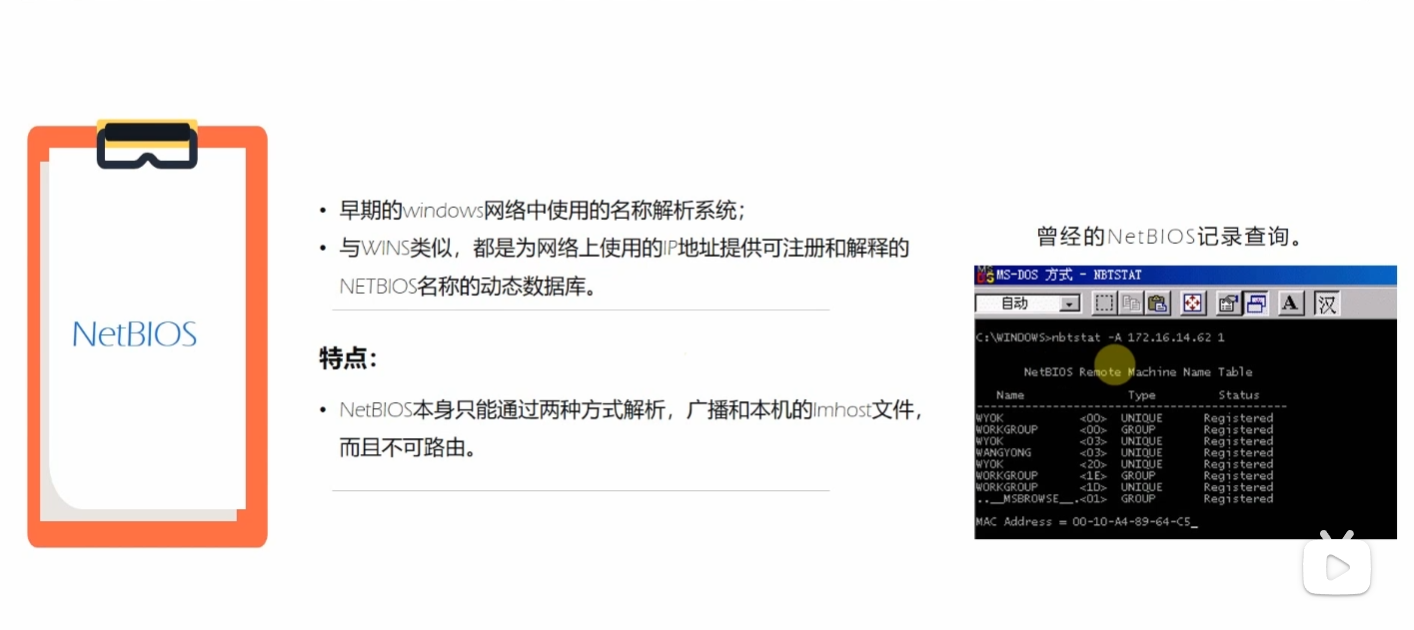 NetBIOS
• 早期的windows网络中使用的名称解析系统；
• 与WINS类似，都是为网络上使用的IP地址提供可注册和解释的
NETBIOS名称的动态数据库。
特点：
• NetBIOS本身只能通过两种方式解析，广播和本机的lmhost文件，
而且不可路由。
曾经的NetBIOS记录查询。
MS-DOS 方式 - NBTSTAT
自动 A 汉
C:\WINDOWS>nbtstat -A 172.16.14.62 1
NetBIOS Remote Machine Name Table
Name Type Status
---------------------------------------------
WYOK <00> UNIQUE Registered
WORKGROUP <00> GROUP Registered
WYOK <03> UNIQUE Registered
WANGYONG <03> UNIQUE Registered
WYOK <20> UNIQUE Registered
WORKGROUP <1E> GROUP Registered
WORKGROUP <1D> UNIQUE Registered
..__MSBROWSE__.<01> GROUP Registered
MAC Address = 00-10-A4-89-64-C5_